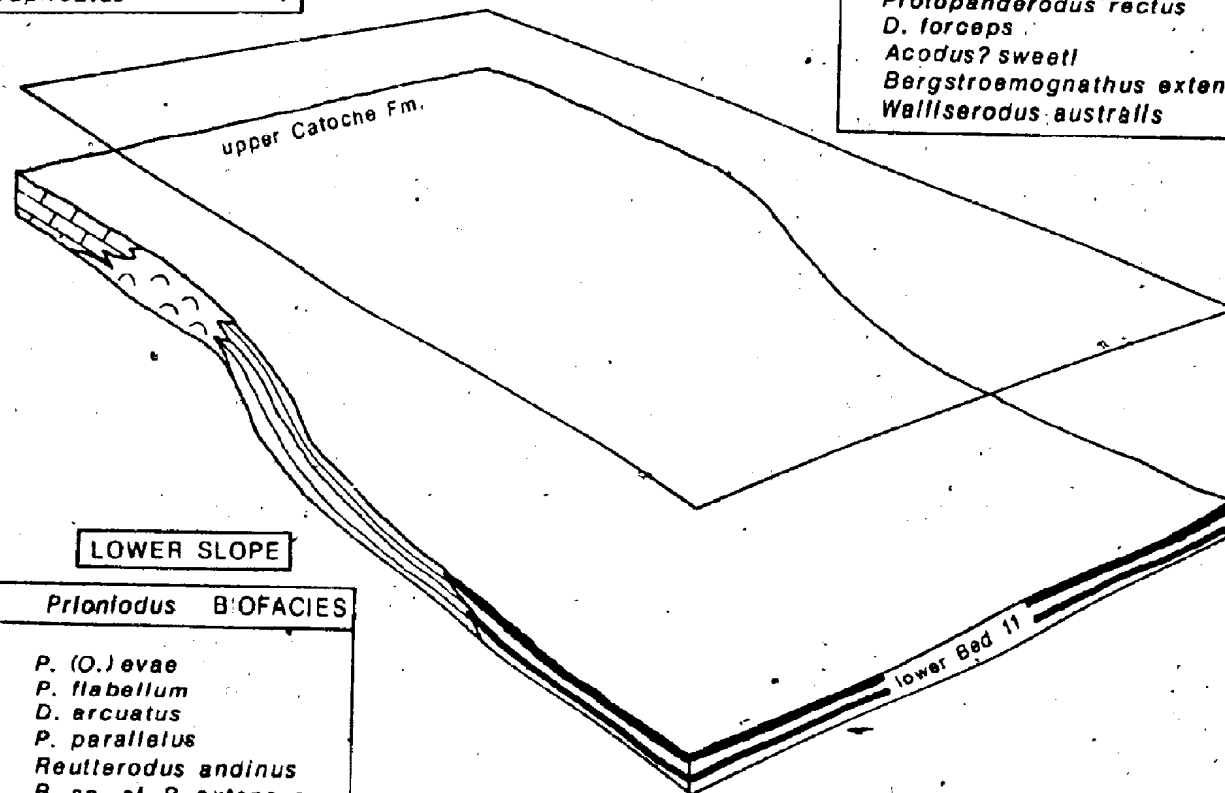 Protopanderodus rectus
D. forceps
Acodus? sweeti
Bergstroemognathus exten
Walliserodus australis
upper Catoche Fm.
LOWER SLOPE
Prioniodus BIOFACIES
P. (O.) evae
P. flabellum
D. arcuatus
P. parallelus
Reutterodus andinus
lower Bed 11